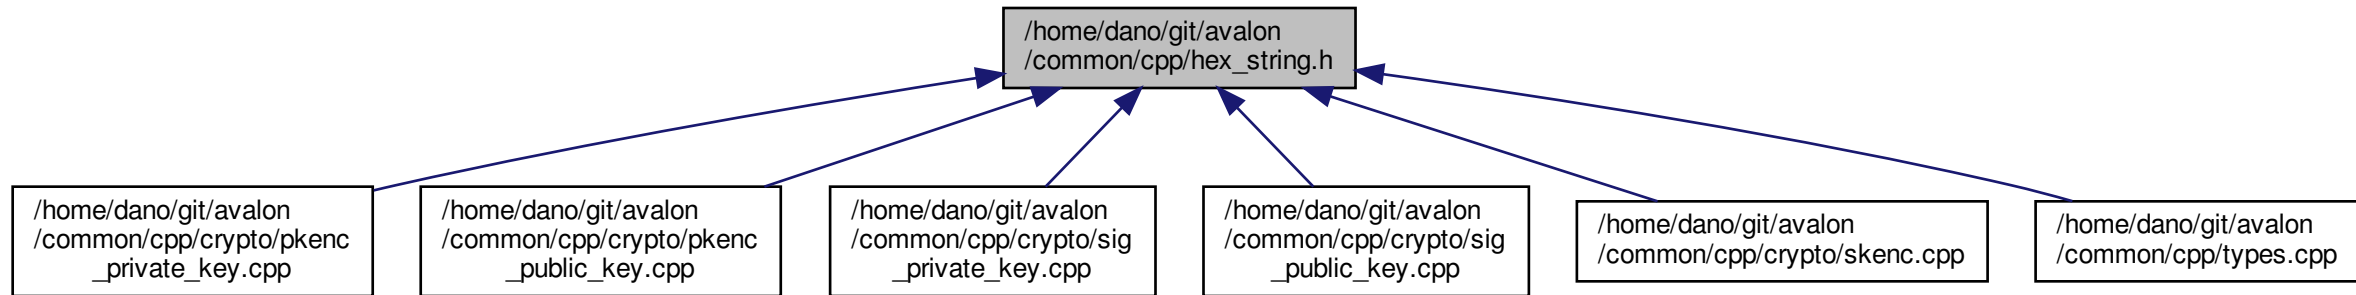 /home/dano/git/avalon
/common/cpp/hex_string.h
/home/dano/git/avalon
/common/cpp/crypto/pkenc
_private_key.cpp
/home/dano/git/avalon
/common/cpp/crypto/pkenc
_public_key.cpp
/home/dano/git/avalon
/common/cpp/crypto/sig
_private_key.cpp
/home/dano/git/avalon
/common/cpp/crypto/sig
_public_key.cpp
/home/dano/git/avalon
/common/cpp/crypto/skenc.cpp
/home/dano/git/avalon
/common/cpp/types.cpp